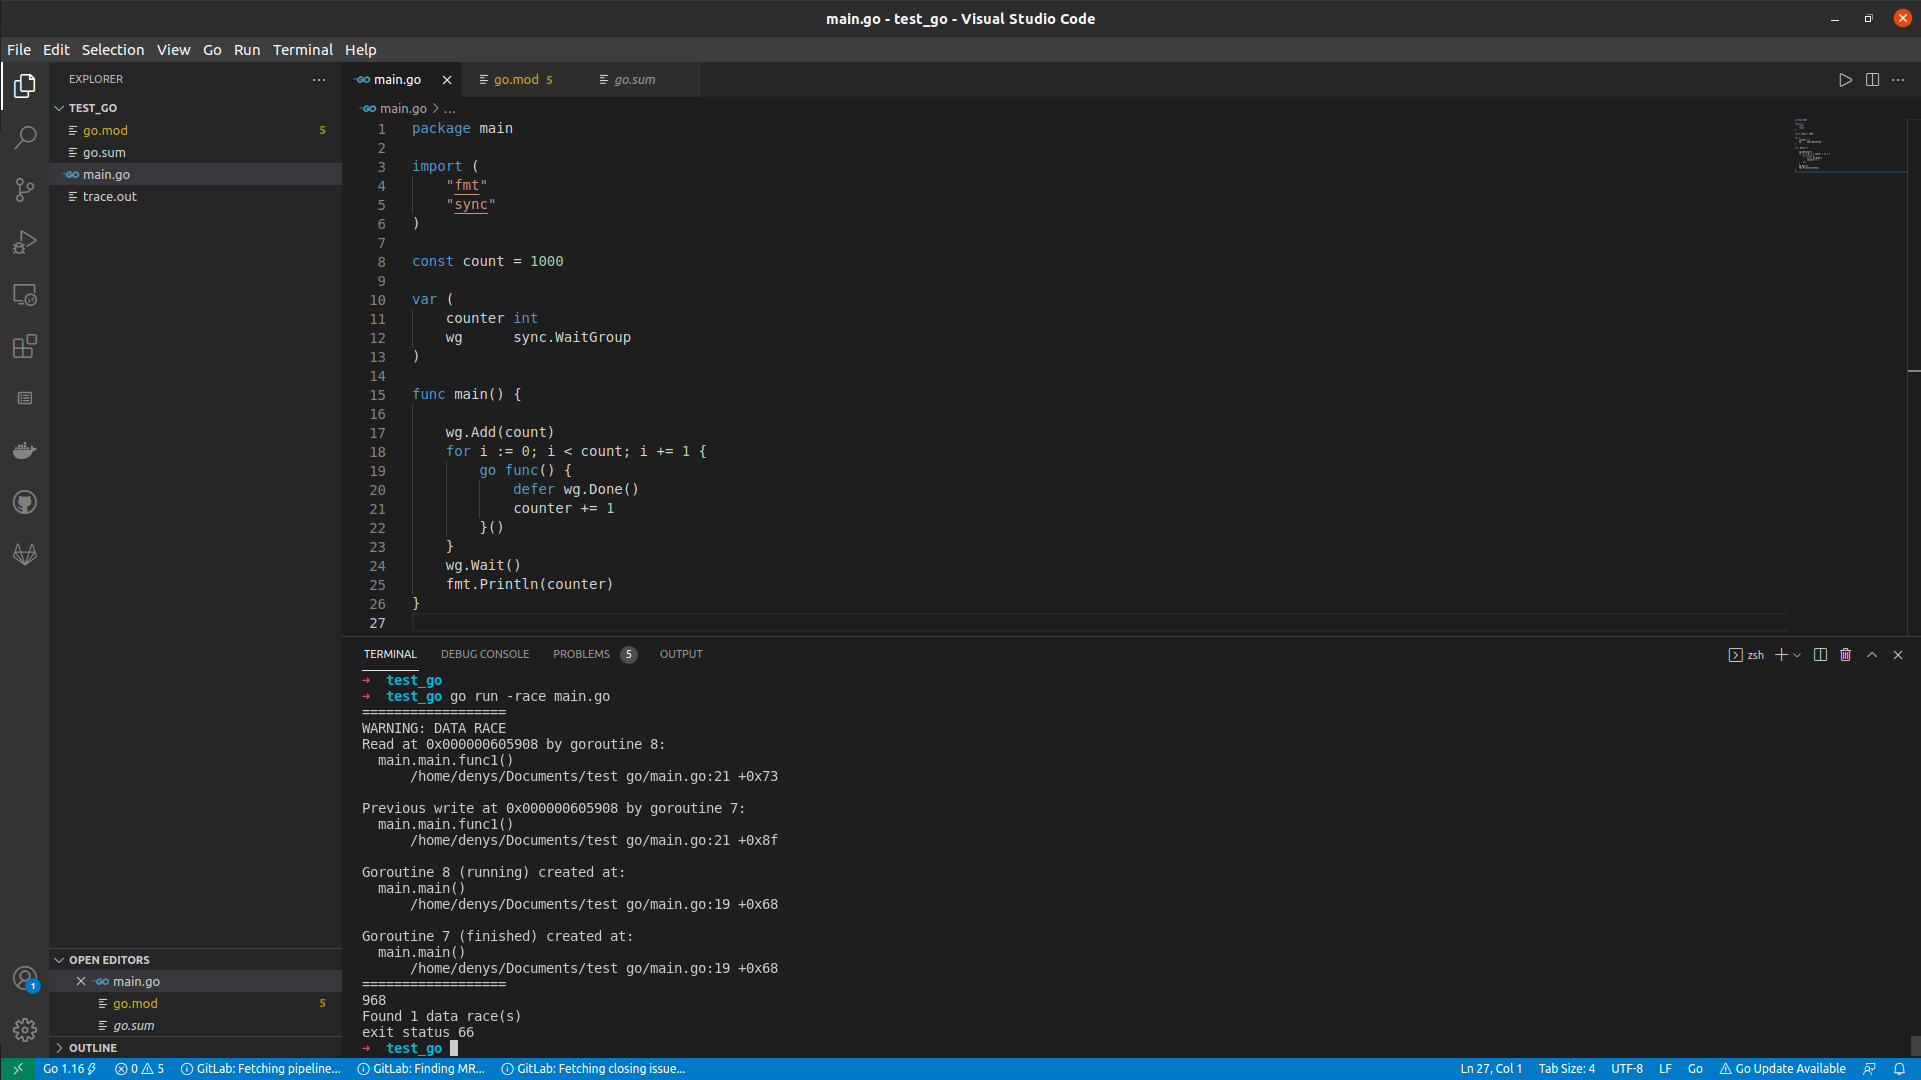 main.go - test_go - Visual Studio Code
File Edit Selection View Go Run Terminal Help
EXPLORER
TEST_GO
go.mod 5
go.sum
main.go
trace.out
OPEN EDITORS
main.go
go.mod 5
go.sum
OUTLINE
1
main.go
go.mod 5
go.sum
main.go > ...
1 package main
2
3 import (
4 "fmt"
5 "sync"
6 )
7
8 const count = 1000
9
10 var (
11 counter int
12 wg sync.WaitGroup
13 )
14
15 func main() {
16
17 wg.Add(count)
18 for i := 0; i < count; i += 1 {
19 go func() {
20 defer wg.Done()
21 counter += 1
22 }()
23 }
24 wg.Wait()
25 fmt.Println(counter)
26 }
27
TERMINAL DEBUG CONSOLE PROBLEMS 5 OUTPUT
zsh
→ test_go
→ test_go go run -race main.go
==================
WARNING: DATA RACE
Read at 0x000000605908 by goroutine 8:
main.main.func1()
/home/denys/Documents/test go/main.go:21 +0x73
Previous write at 0x000000605908 by goroutine 7:
main.main.func1()
/home/denys/Documents/test go/main.go:21 +0x8f
Goroutine 8 (running) created at:
main.main()
/home/denys/Documents/test go/main.go:19 +0x68
Goroutine 7 (finished) created at:
main.main()
/home/denys/Documents/test go/main.go:19 +0x68
==================
968
Found 1 data race(s)
exit status 66
→ test_go
Go 1.16 0 5 GitLab: Fetching pipeline... GitLab: Finding MR... GitLab: Fetching closing issue... Ln 27, Col 1 Tab Size: 4 UTF-8 LF Go Go Update Available